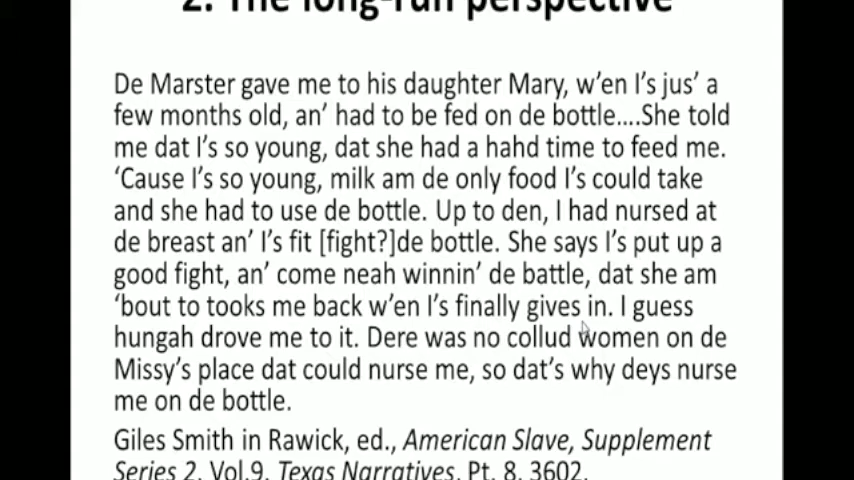 2. The long-run perspective
De Marster gave me to his daughter Mary, w’en I’s jus’ a
few months old, an’ had to be fed on de bottle….She told
me dat I’s so young, dat she had a hahd time to feed me.
‘Cause I’s so young, milk am de only food I’s could take
and she had to use de bottle. Up to den, I had nursed at
de breast an’ I’s fit [fight?]de bottle. She says I’s put up a
good fight, an’ come neah winnin’ de battle, dat she am
‘bout to tooks me back w’en I’s finally gives in. I guess
hungah drove me to it. Dere was no collud women on de
Missy’s place dat could nurse me, so dat’s why deys nurse
me on de bottle.
Giles Smith in Rawick, ed., American Slave, Supplement
Series 2, Vol.9, Texas Narratives, Pt. 8, 3602.